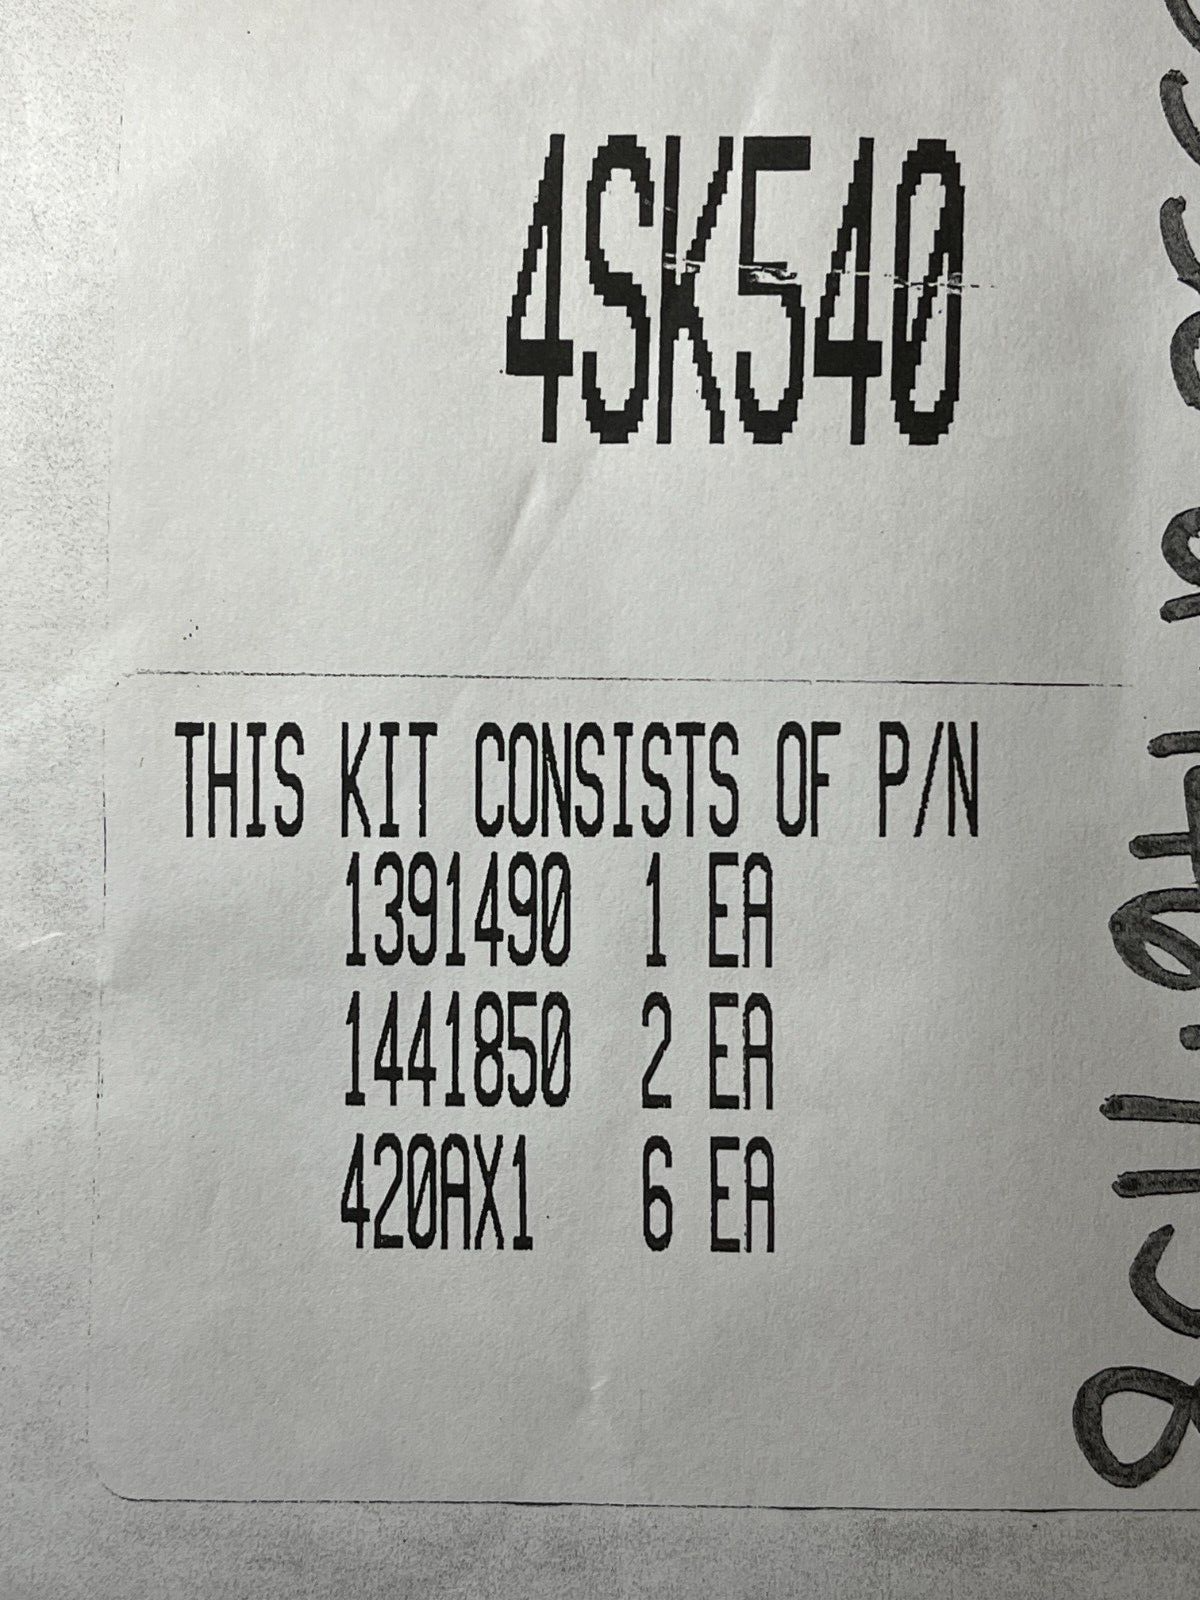 4SK540
THIS KIT CONSISTS OF P/N
1391490 1 EA
1441850 2 EA
420AX1 6 EA